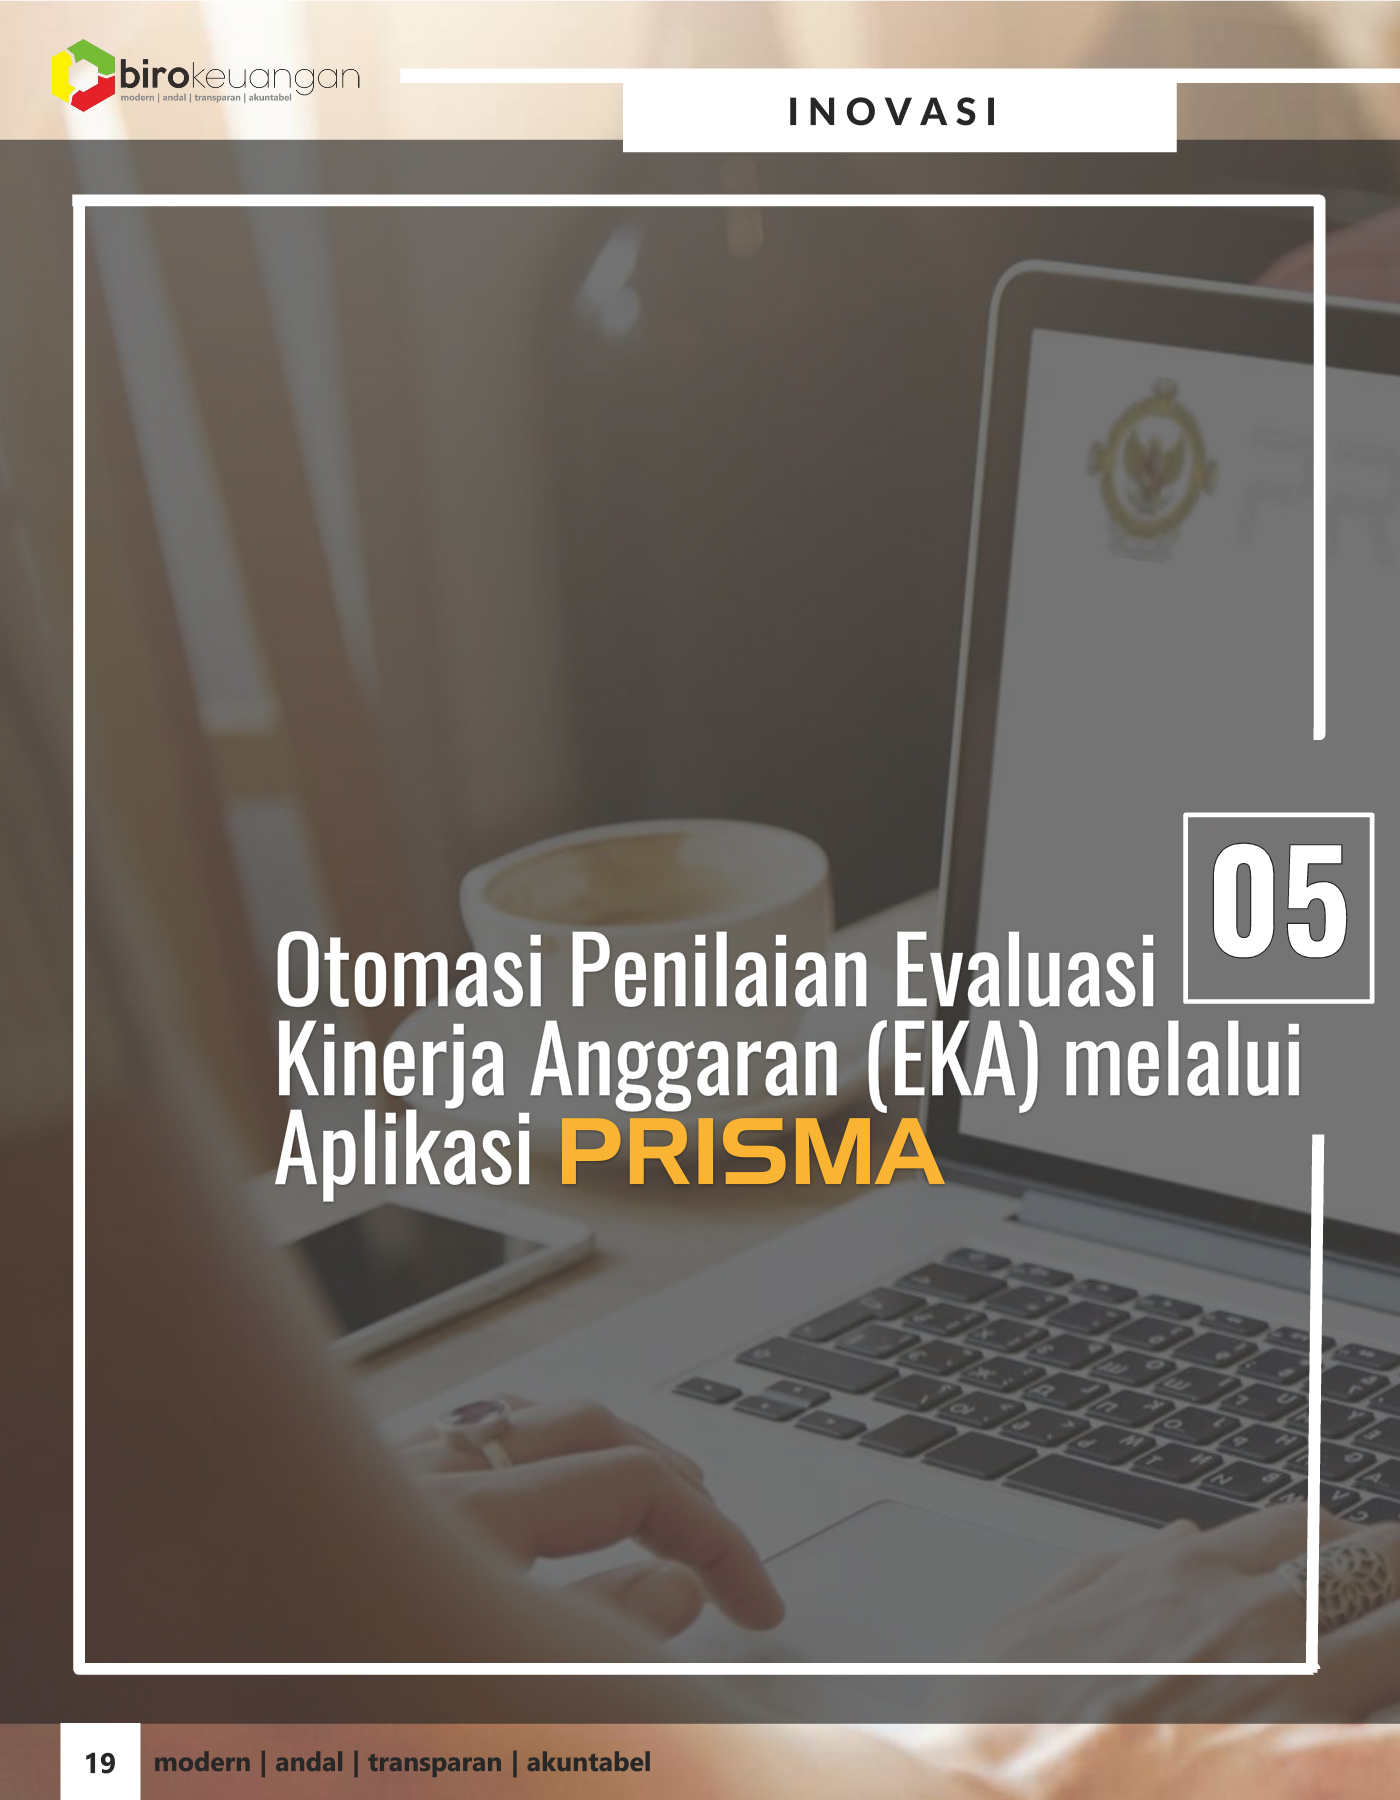 birokeuangan
modern | andal | transparan | akuntabel
INOVASI
05
Otomasi Penilaian Evaluasi
Kinerja Anggaran (EKA) melalui
Aplikasi PRISMA
19
modern | andal | transparan | akuntabel